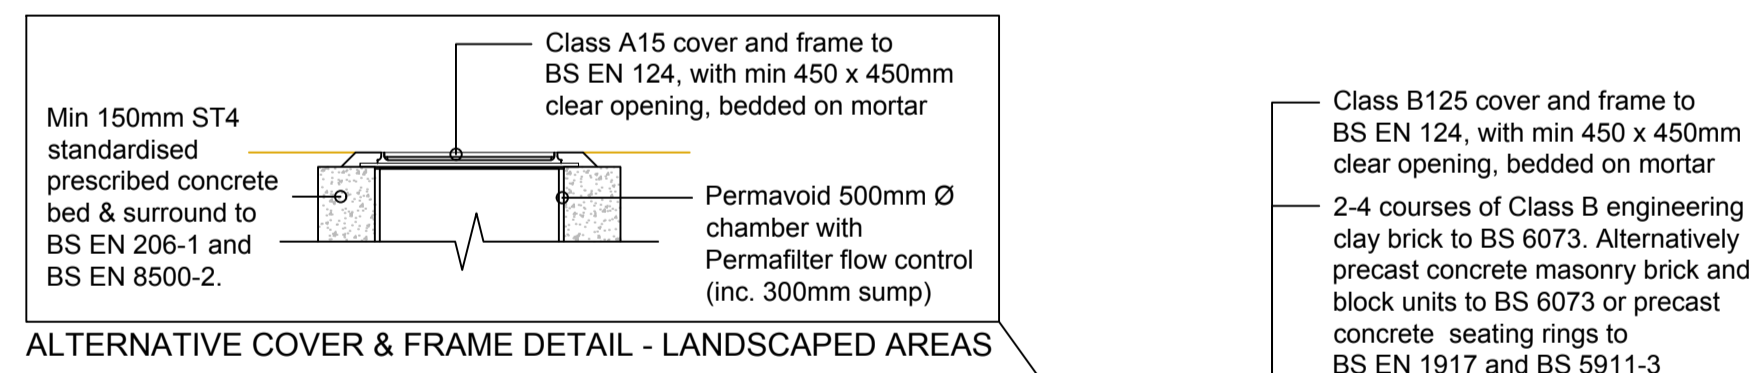 Class A15 cover and frame to
BS EN 124, with min 450 x 450mm
clear opening, bedded on mortar
Min 150mm ST4
standardised
prescribed concrete
bed & surround to
BS EN 206-1 and
BS EN 8500-2.
Permavoid 500mm Ø
chamber with
Permafilter flow control
(inc. 300mm sump)
ALTERNATIVE COVER & FRAME DETAIL - LANDSCAPED AREAS
Class B125 cover and frame to
BS EN 124, with min 450 x 450mm
clear opening, bedded on mortar
2-4 courses of Class B engineering
clay brick to BS 6073. Alternatively
precast concrete masonry brick and
block units to BS 6073 or precast
concrete seating rings to
BS EN 1917 and BS 5911-3